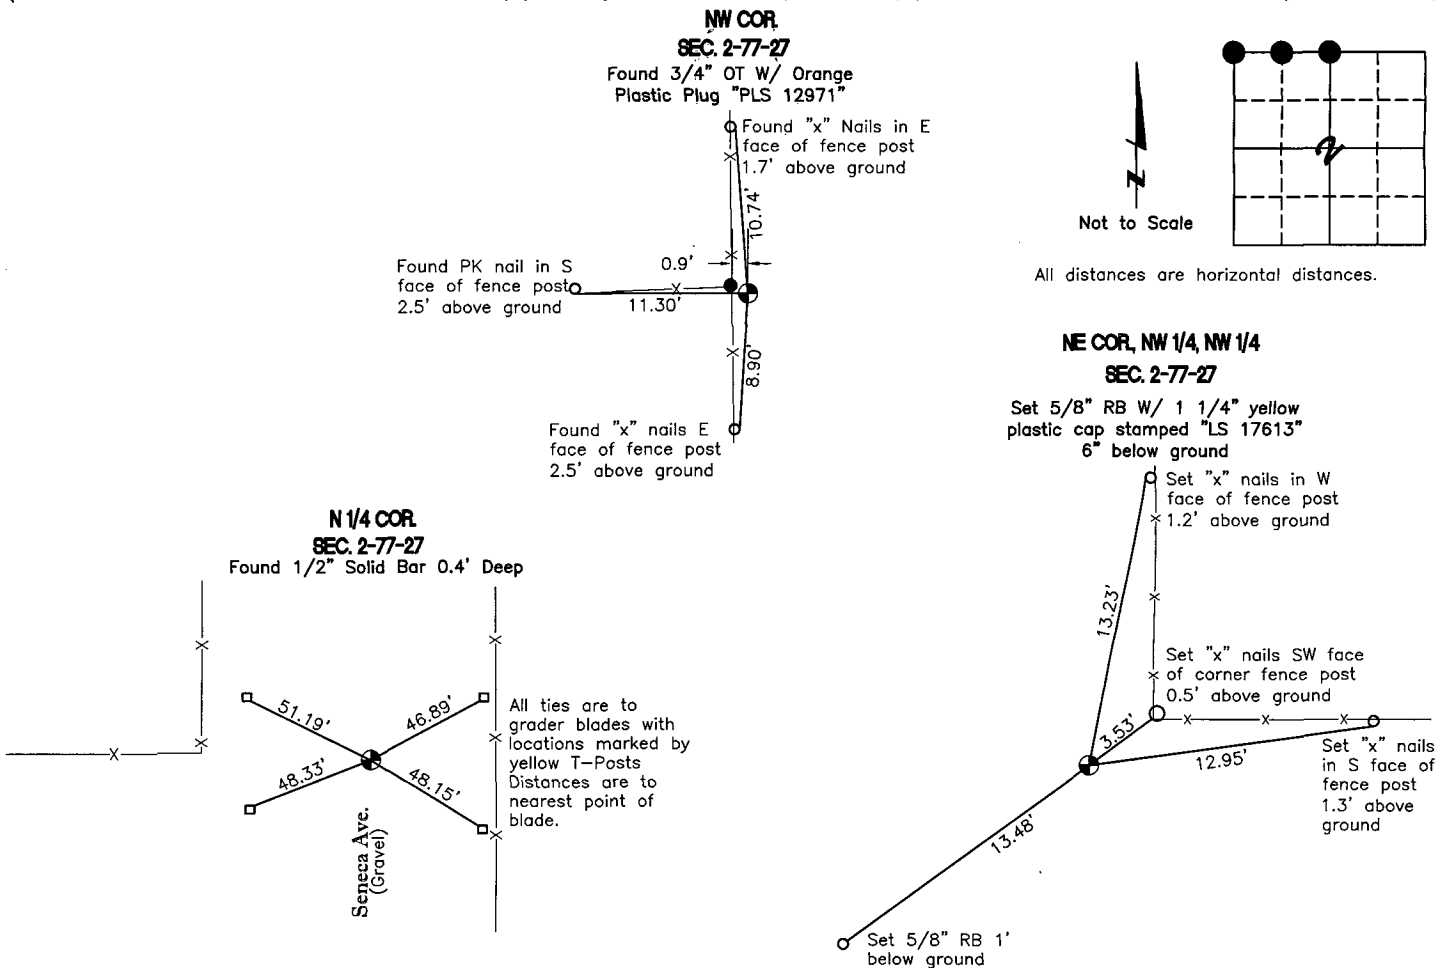 NW COR.
SEC. 2-77-27
Found 3/4" OT W/ Orange
Plastic Plug "PLS 12971"
Found "x" Nails in E
face of fence post
1.7' above ground
10.74'
0.9'
Found PK nail in S
face of fence post
2.5' above ground
11.30'
8.90'
Found "x" nails E
face of fence post
2.5' above ground
N
Not to Scale
2
All distances are horizontal distances.
NE COR., NW 1/4, NW 1/4
SEC. 2-77-27
Set 5/8" RB W/ 1 1/4" yellow
plastic cap stamped "LS 17613"
6" below ground
Set "x" nails in W
face of fence post
1.2' above ground
13.23'
Set "x" nails SW face
of corner fence post
0.5' above ground
3.53'
12.95'
Set "x" nails
in S face of
fence post
1.3' above
ground
13.48'
Set 5/8" RB 1'
below ground
N 1/4 COR.
SEC. 2-77-27
Found 1/2" Solid Bar 0.4' Deep
51.19'
46.89'
48.33'
48.15'
All ties are to
grader blades with
locations marked by
yellow T-Posts
Distances are to
nearest point of
blade.
Seneca Ave.
(Gravel)